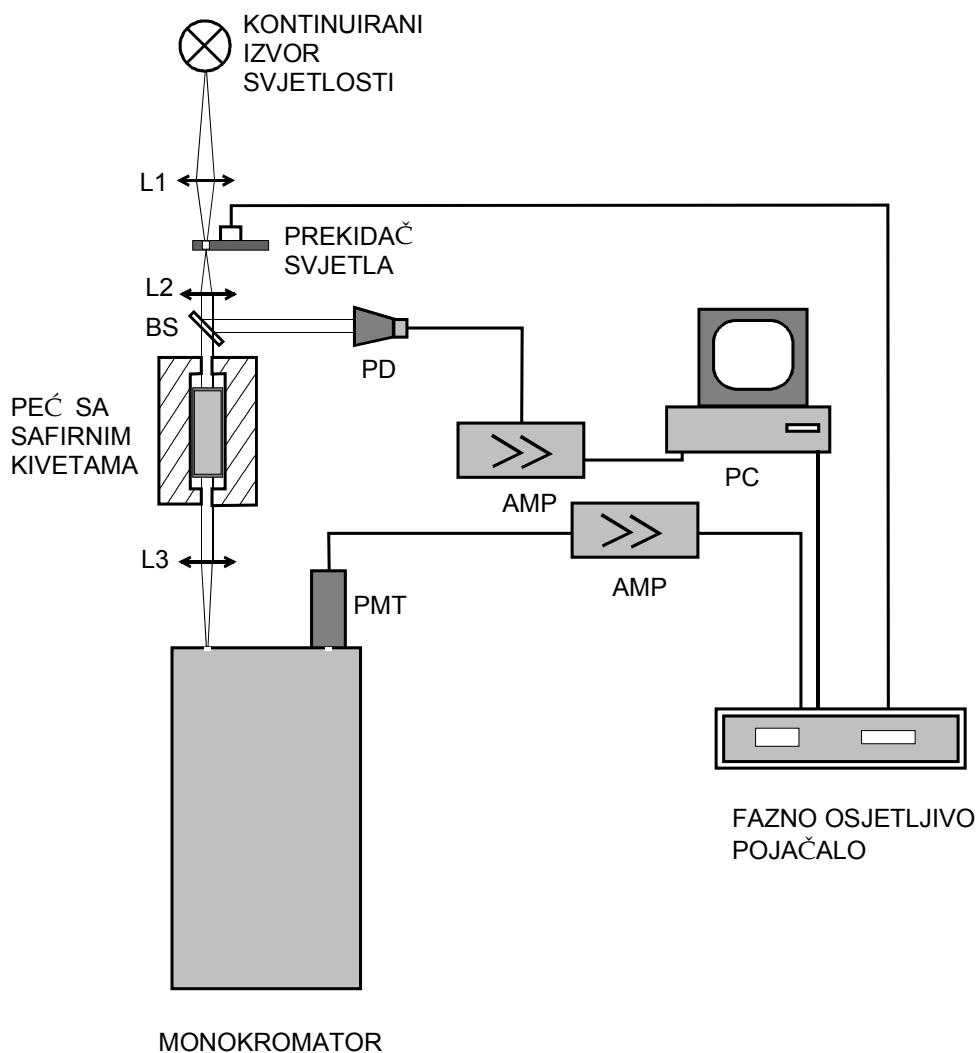 KONTINUIRANI
IZVOR
SVJETLOSTI
L1
PREKIDAČ
SVJETLA
L2
BS
PD
PEĆ SA
SAFIRNIM
KIVETAMA
AMP
PC
L3
PMT
AMP
FAZNO OSJETLJIVO
POJAČALO
MONOKROMATOR